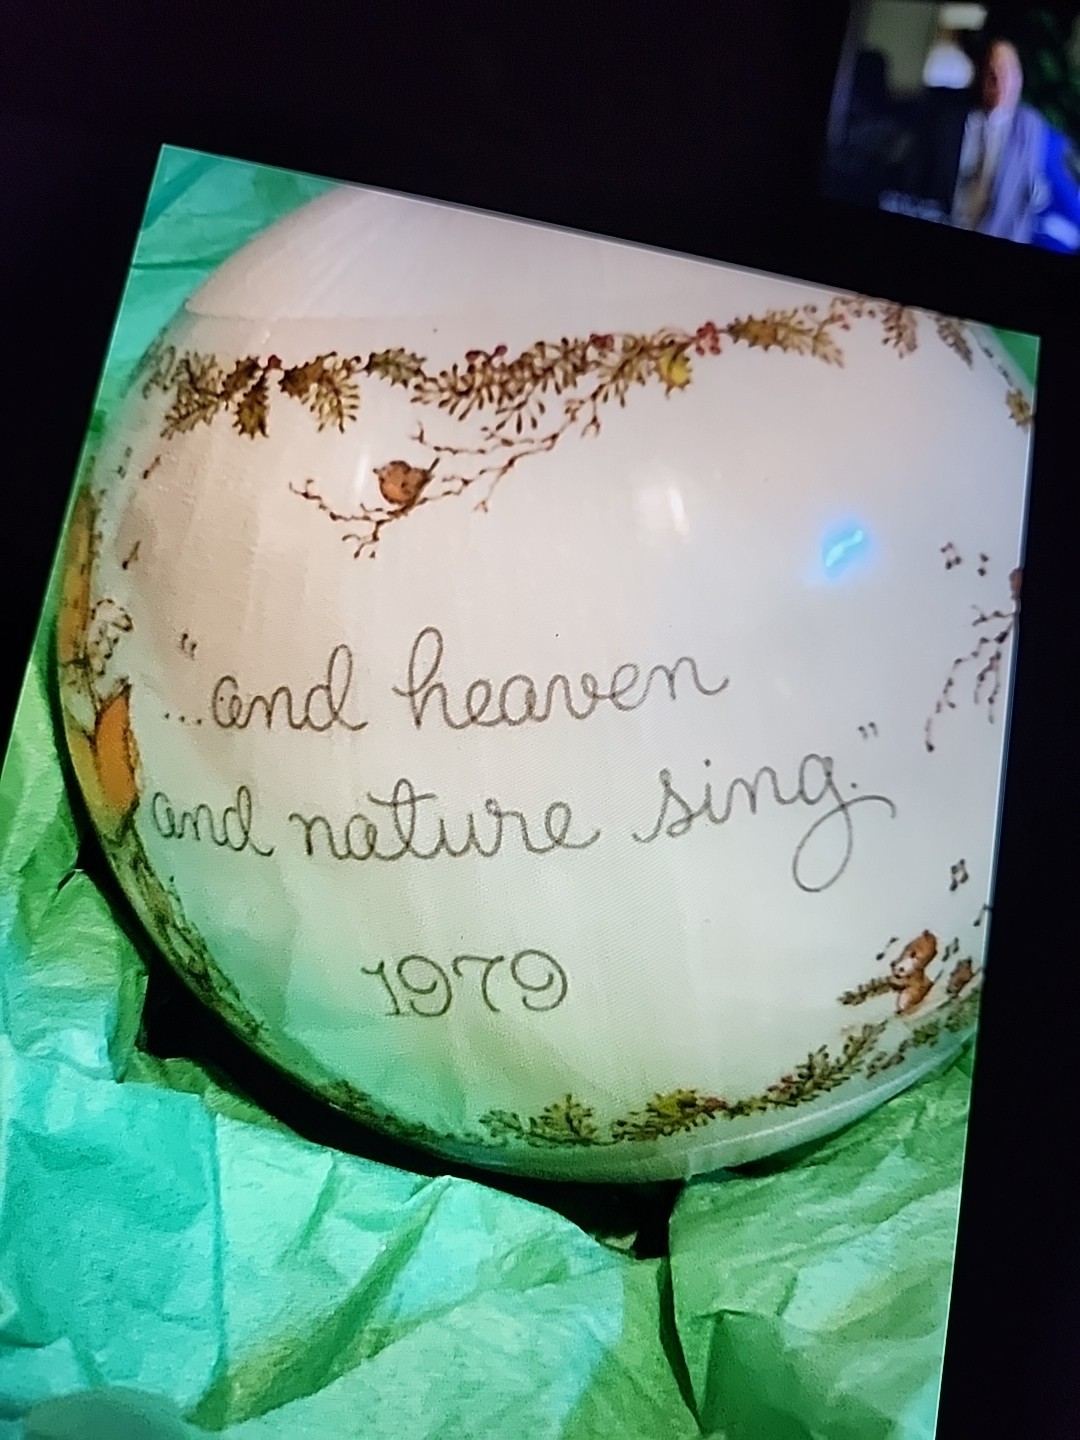 "...and heaven
and nature sing."
1979